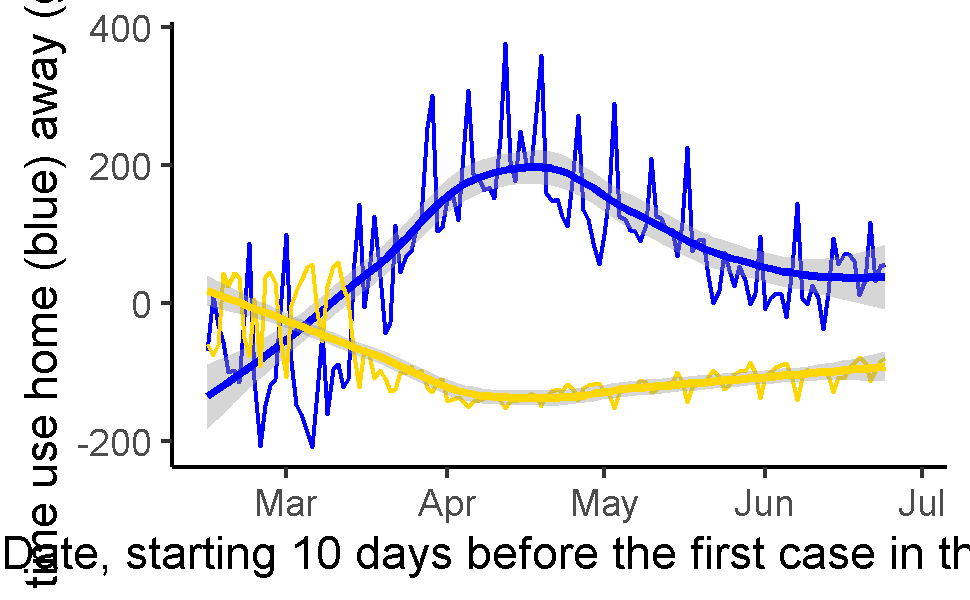 time use home (blue) away (
400
200
0
-200
Mar Apr May Jun Jul
Date, starting 10 days before the first case in th